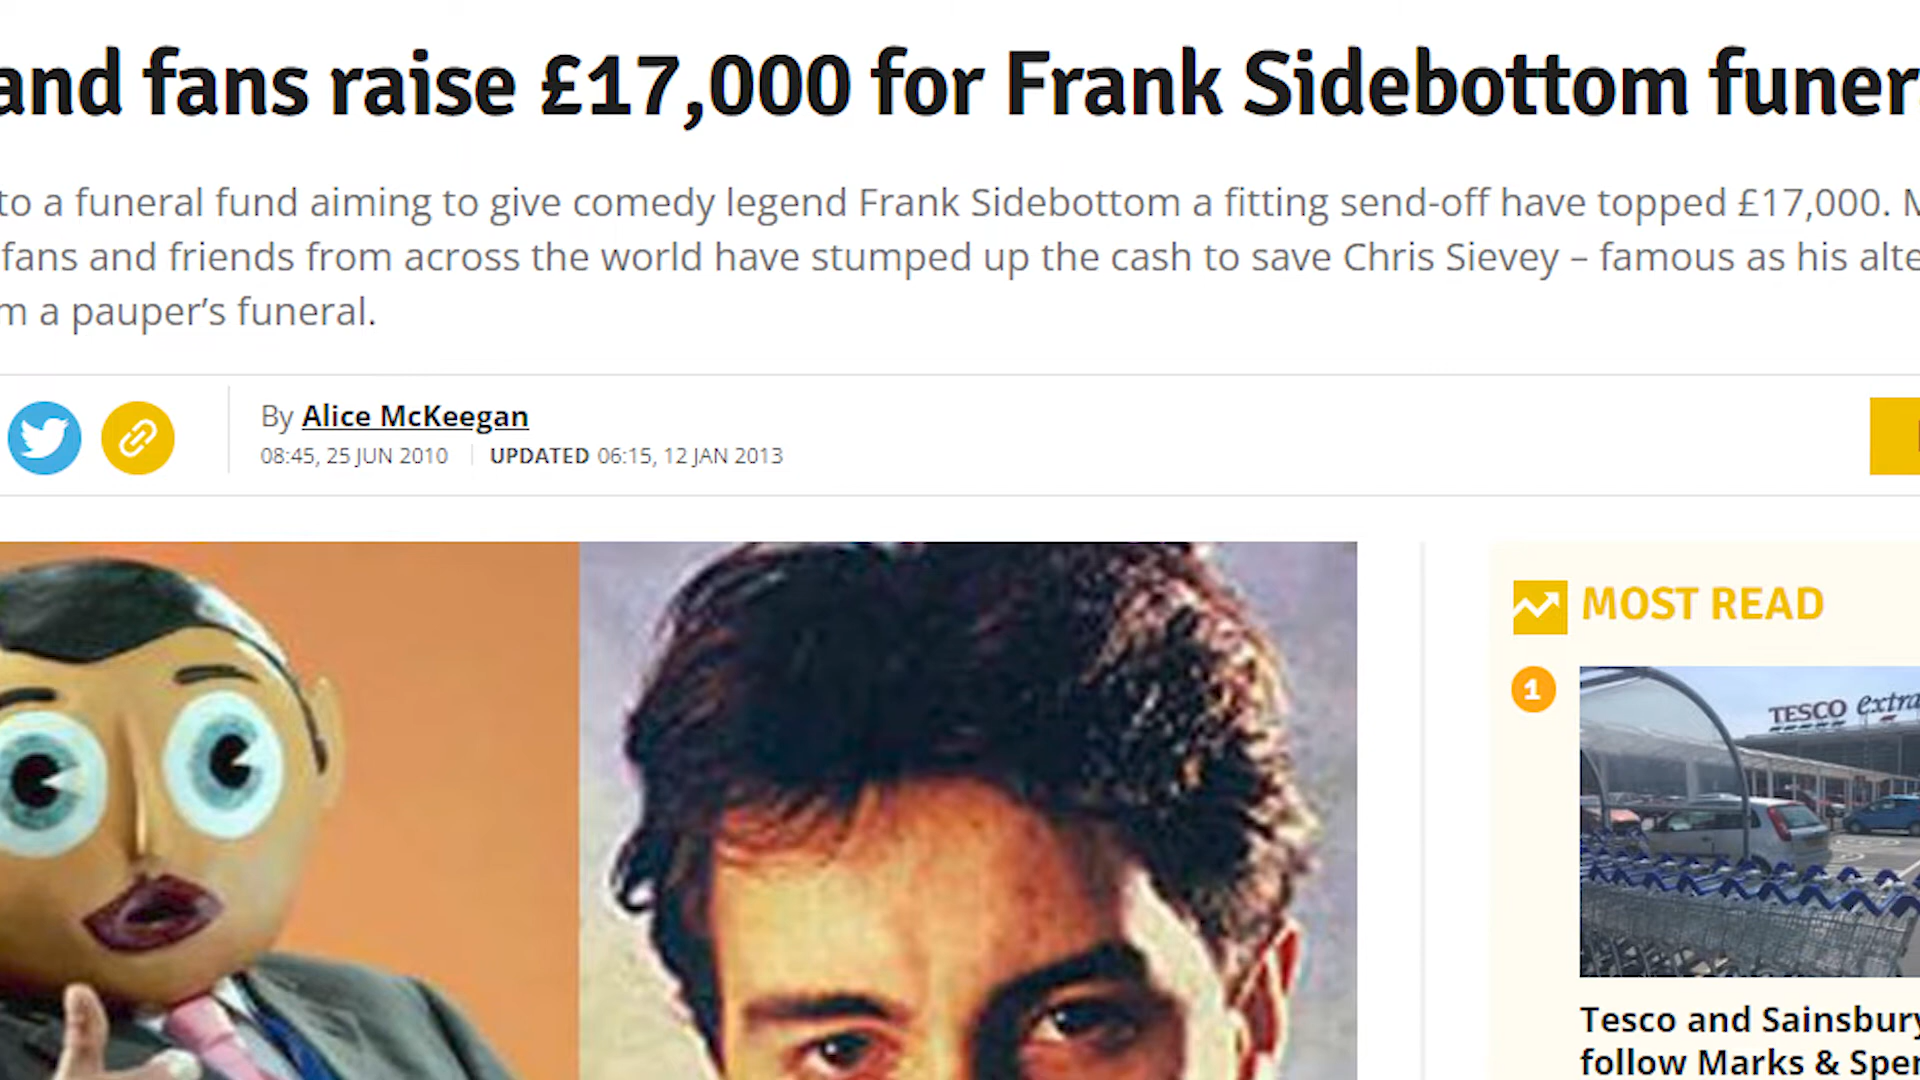 and fans raise £17,000 for Frank Sidebottom funer
to a funeral fund aiming to give comedy legend Frank Sidebottom a fitting send-off have topped £17,000. M
fans and friends from across the world have stumped up the cash to save Chris Sievey – famous as his alte
m a pauper’s funeral.
By Alice McKeegan
08:45, 25 JUN 2010 UPDATED 06:15, 12 JAN 2013
MOST READ
1
TESCO extra
Tesco and Sainsbury
follow Marks & Spen